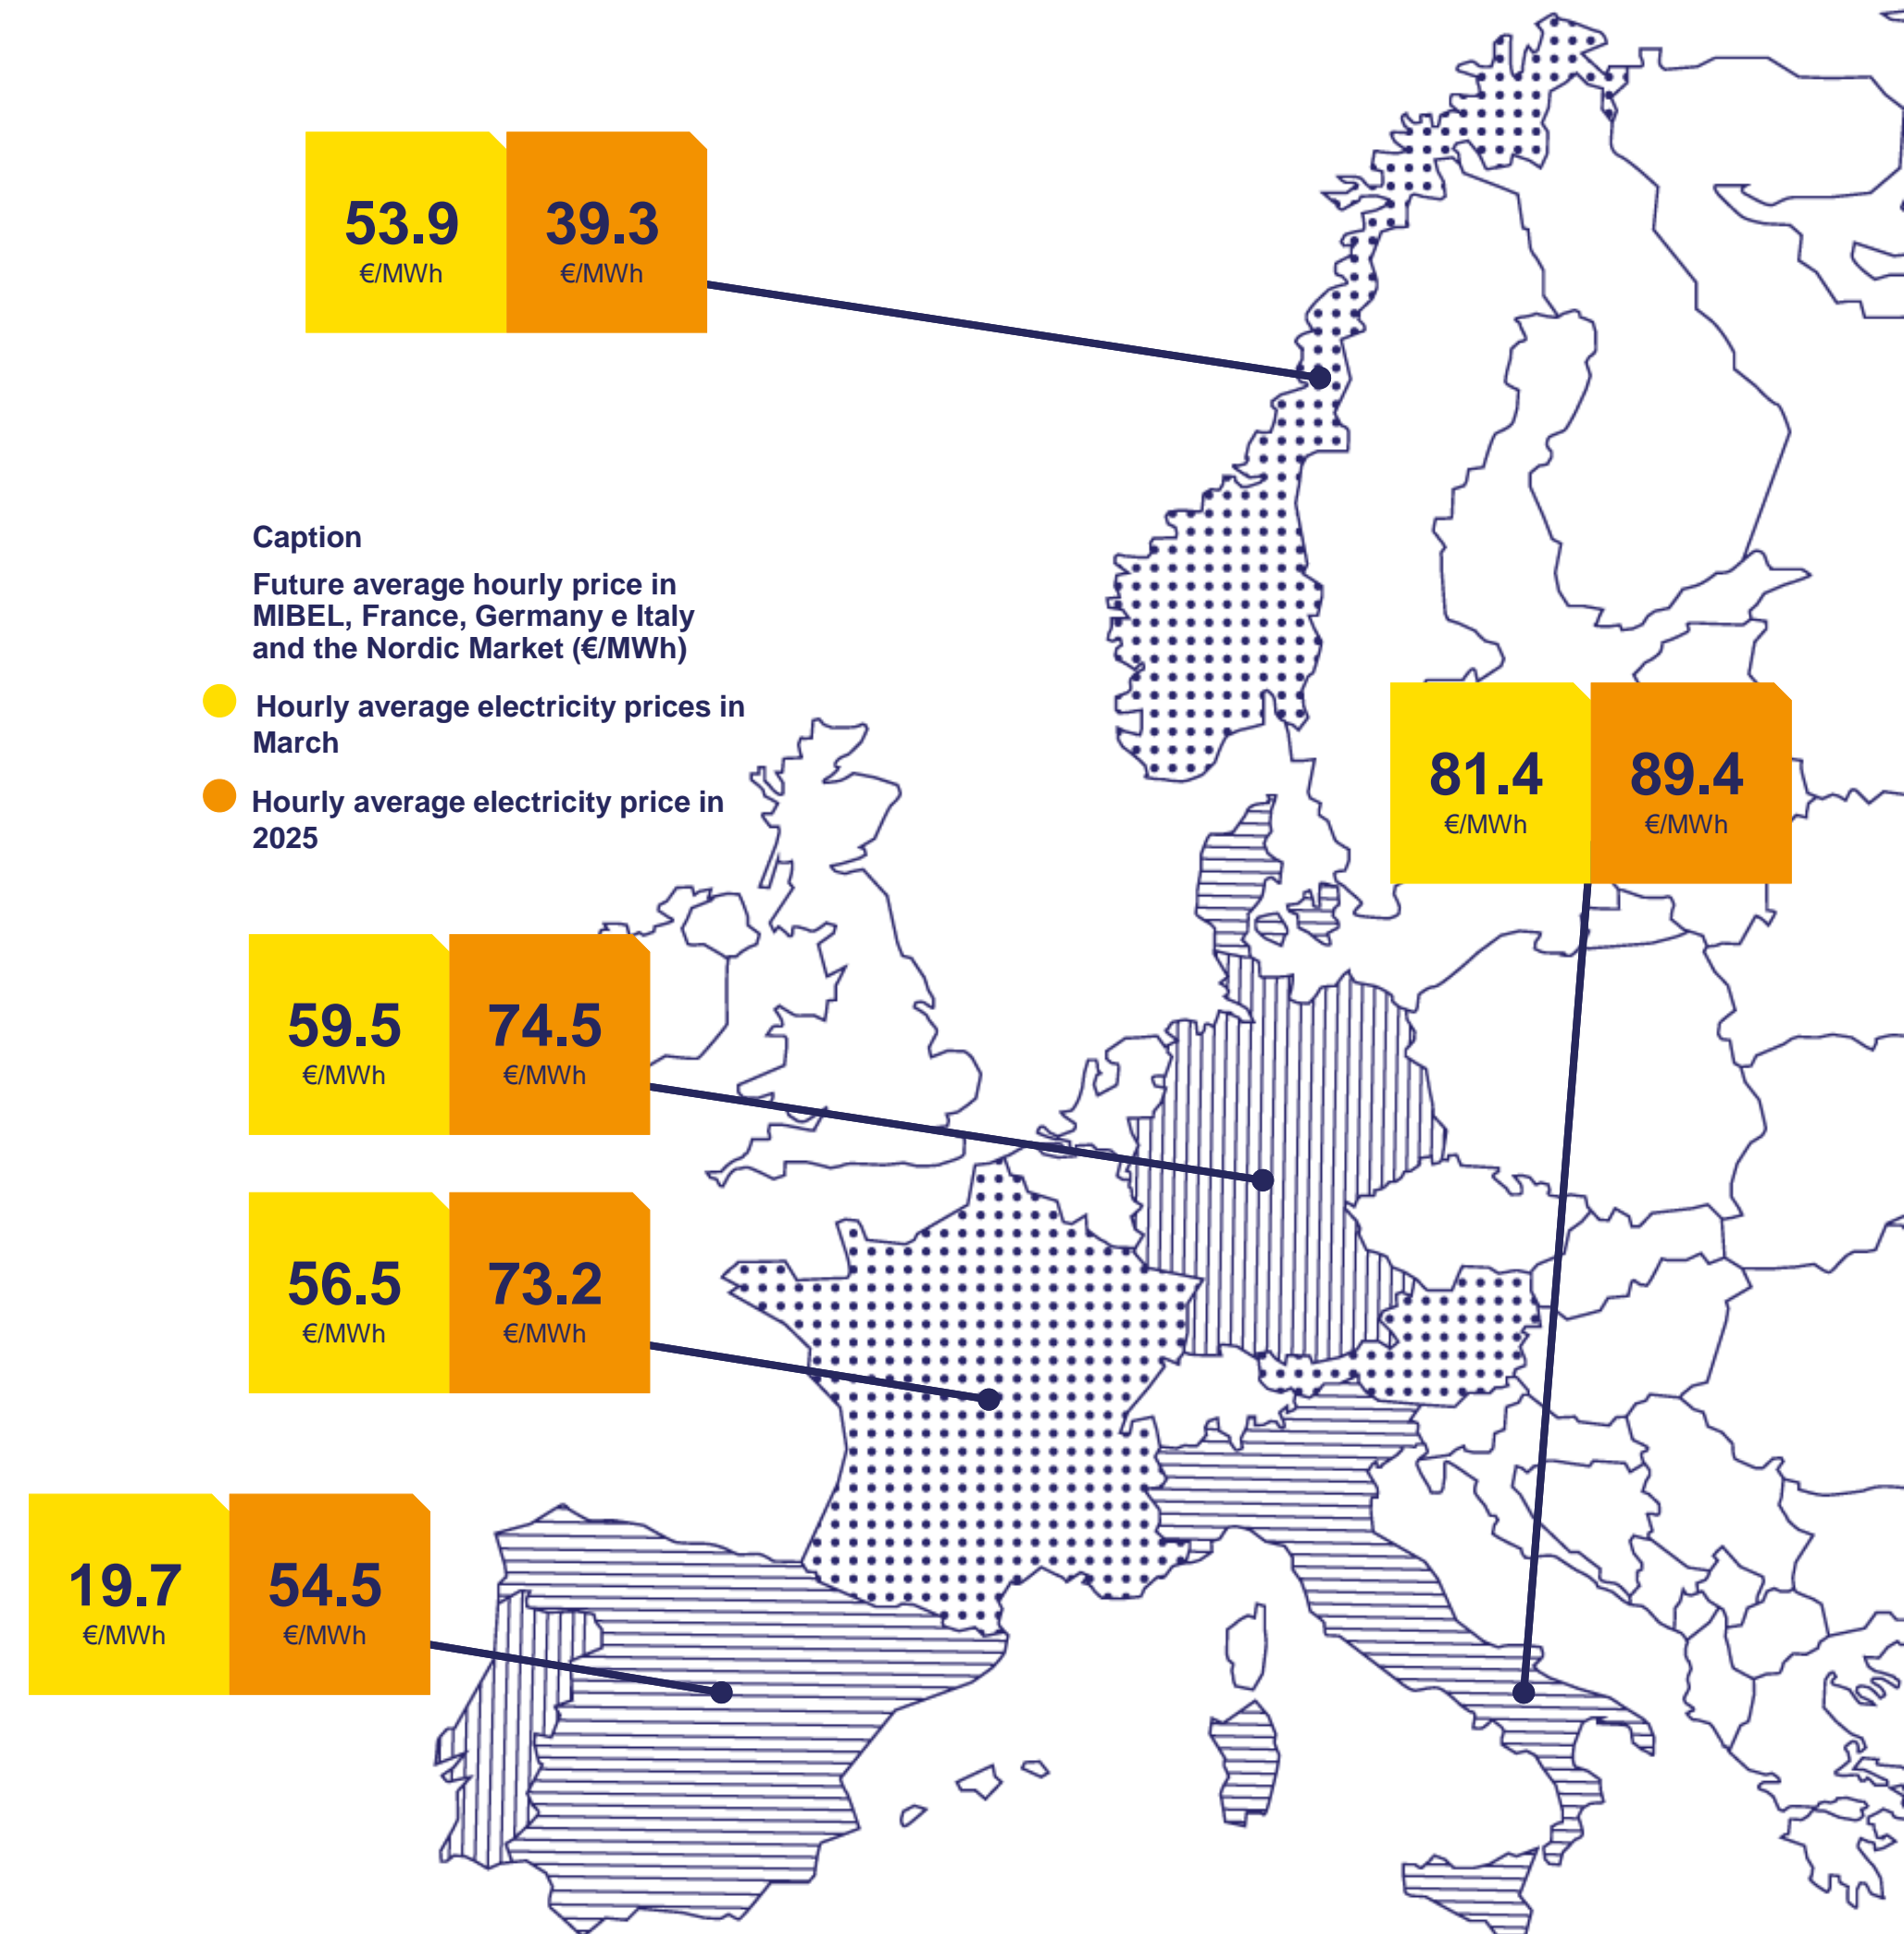 53.9
€/MWh
39.3
€/MWh
Caption
Future average hourly price in
MIBEL, France, Germany e Italy
and the Nordic Market (€/MWh)
Hourly average electricity prices in
March
Hourly average electricity price in
2025
81.4
€/MWh
89.4
€/MWh
59.5
€/MWh
74.5
€/MWh
56.5
€/MWh
73.2
€/MWh
19.7
€/MWh
54.5
€/MWh